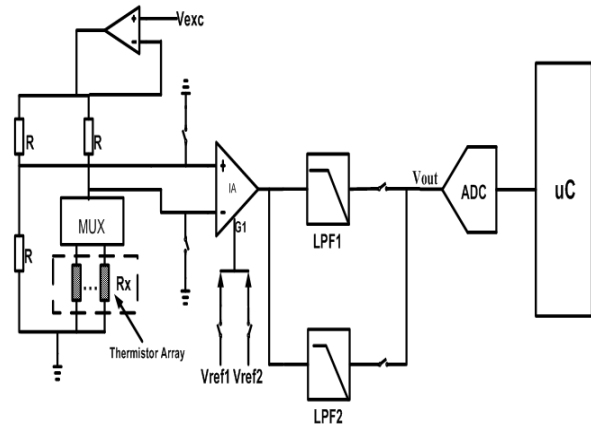 +
Vexc
-
R
R
+
IA
-
G1
MUX
R
Rx
...
Thermistor Array
Vref1
Vref2
LPF1
LPF2
Vout
ADC
uC